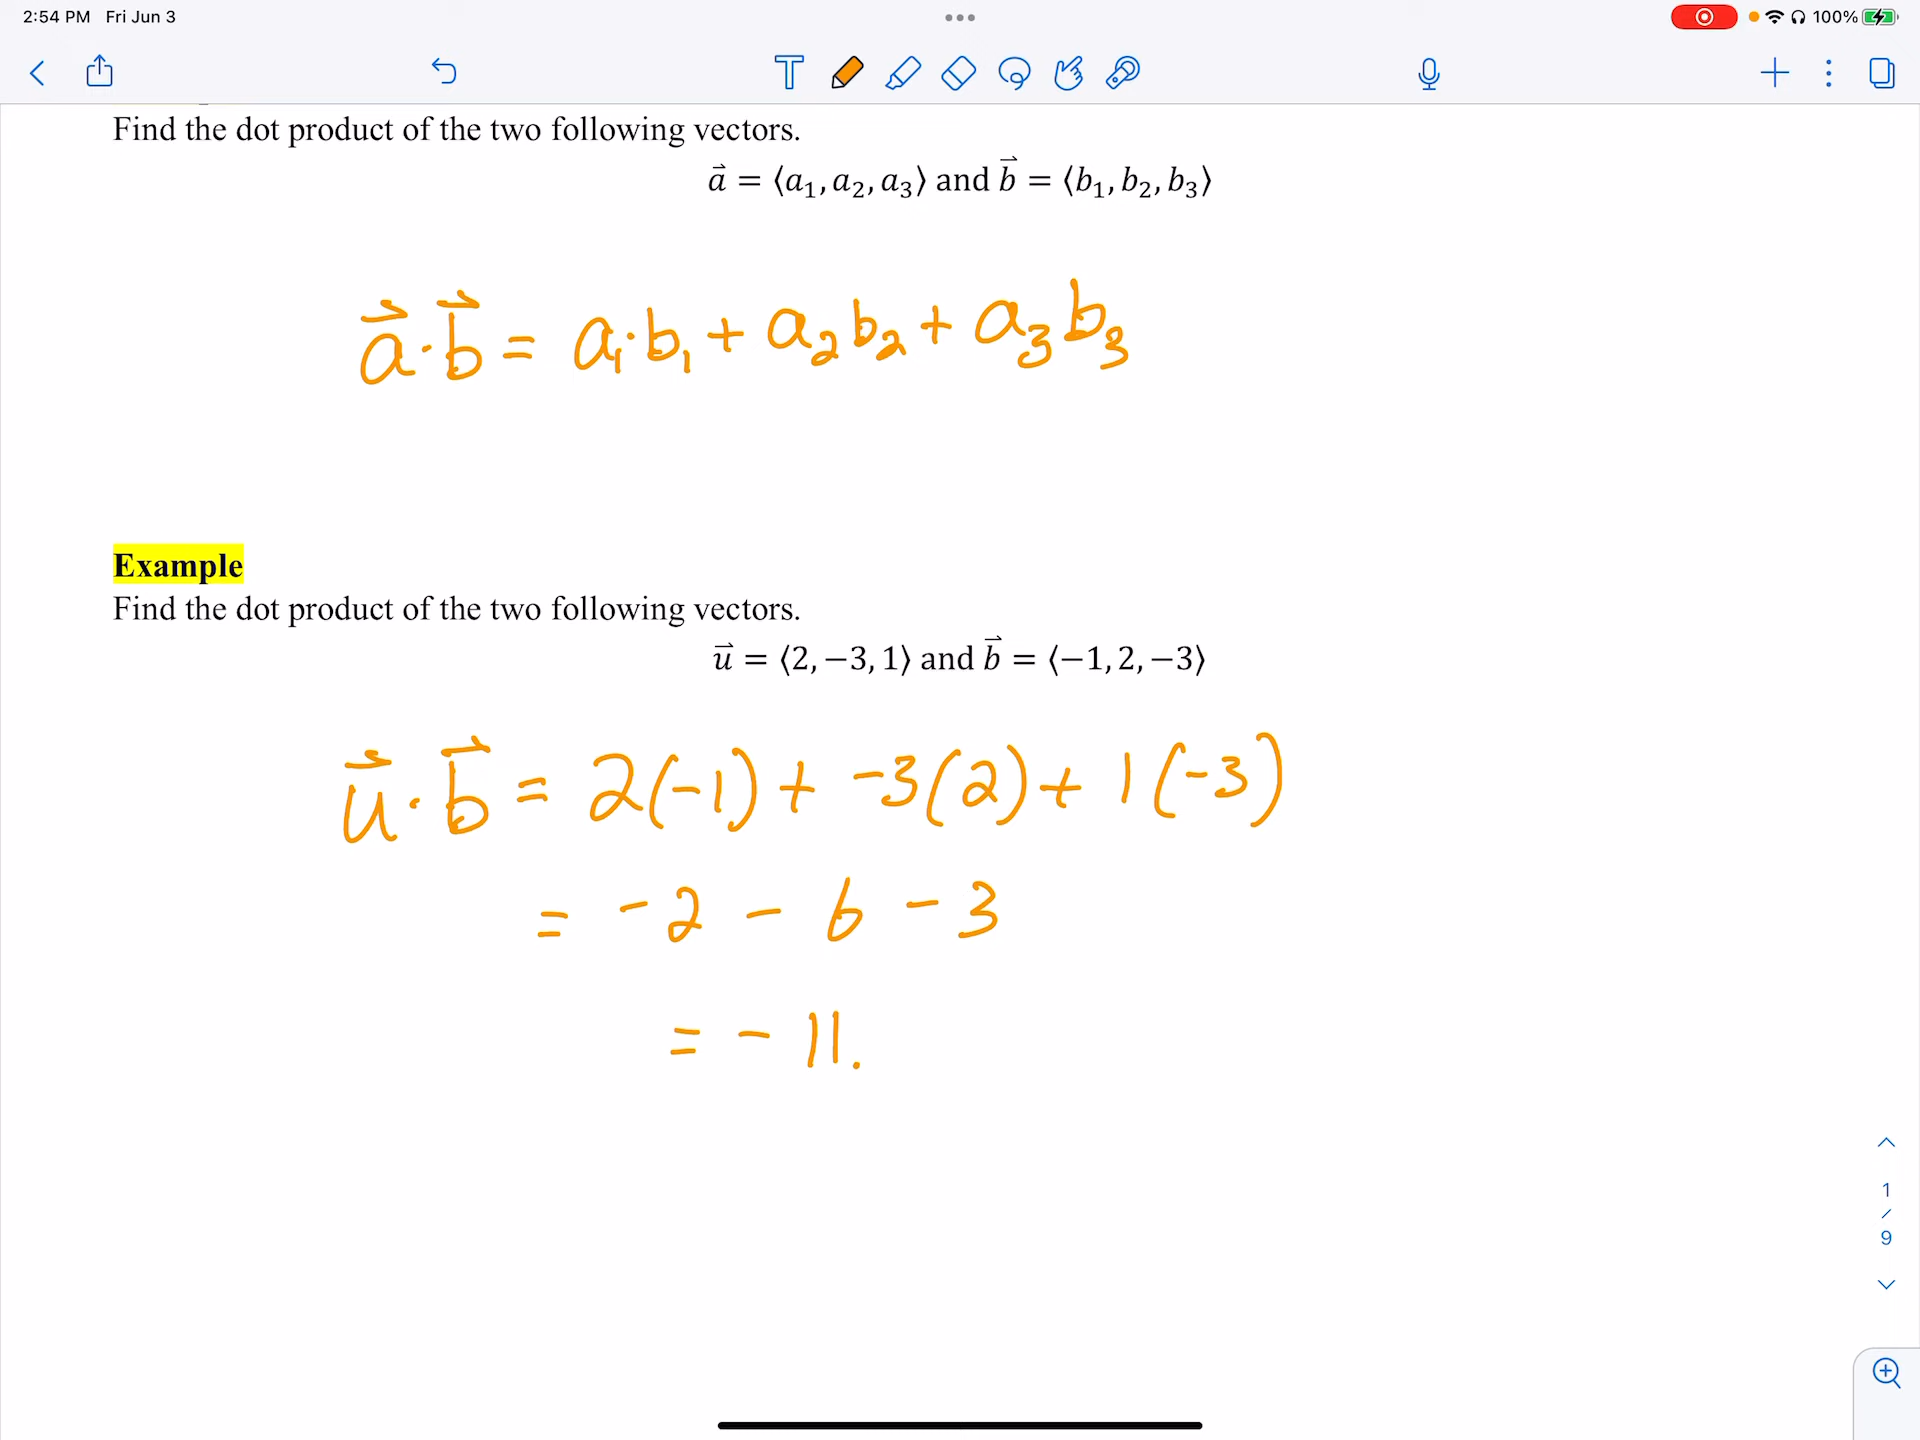 2:54 PM Fri Jun 3
100%
Find the dot product of the two following vectors.
a⃗ = ⟨a₁, a₂, a₃⟩ and b⃗ = ⟨b₁, b₂, b₃⟩
a⃗·b⃗ = a₁·b₁ + a₂b₂ + a₃b₃
Example
Find the dot product of the two following vectors.
u⃗ = ⟨2, −3, 1⟩ and b⃗ = ⟨−1, 2, −3⟩
u⃗·b⃗ = 2(-1) + -3(2) + 1(-3)
= -2 - 6 - 3
= - 11.
1
/
9